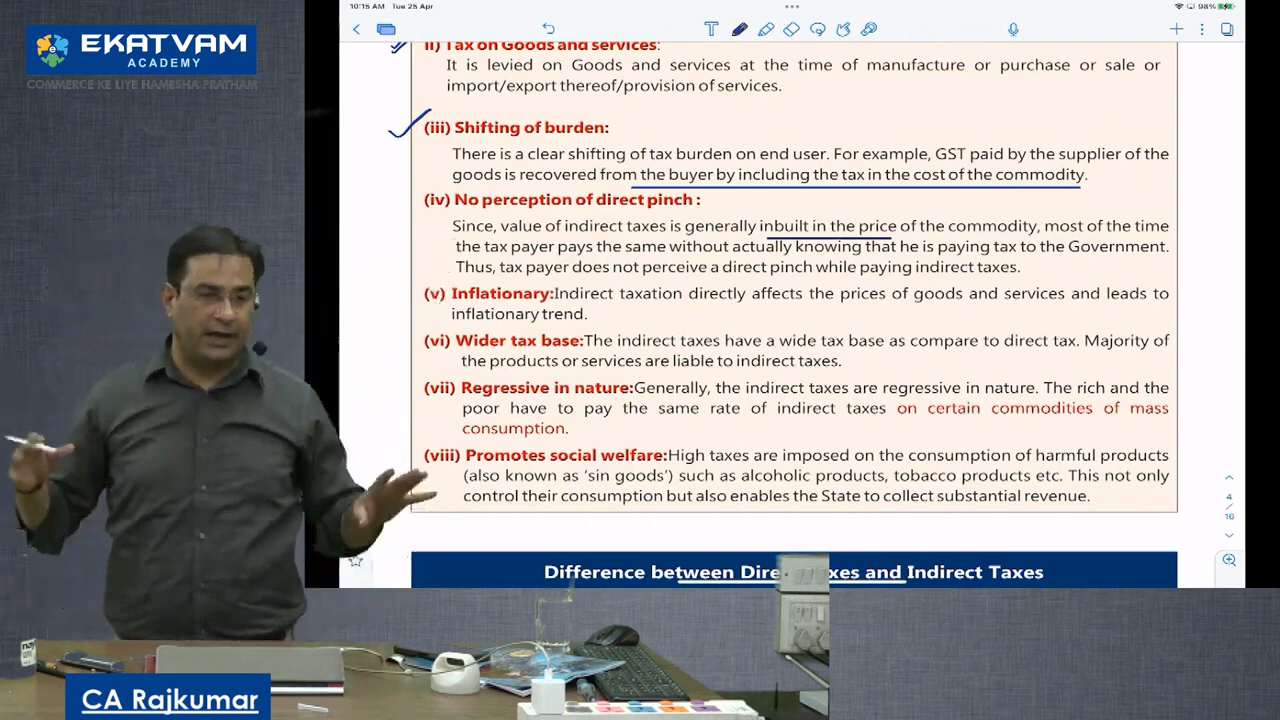 10:15 AM Tue 25 Apr
98%
EKATVAM
ACADEMY
COMMERCE KE LIYE HAMESHA PRATHAM
ii) Tax on Goods and services:
It is levied on Goods and services at the time of manufacture or purchase or sale or
import/export thereof/provision of services.
(iii) Shifting of burden:
There is a clear shifting of tax burden on end user. For example, GST paid by the supplier of the
goods is recovered from the buyer by including the tax in the cost of the commodity.
(iv) No perception of direct pinch :
Since, value of indirect taxes is generally inbuilt in the price of the commodity, most of the time
the tax payer pays the same without actually knowing that he is paying tax to the Government.
Thus, tax payer does not perceive a direct pinch while paying indirect taxes.
(v) Inflationary:Indirect taxation directly affects the prices of goods and services and leads to
inflationary trend.
(vi) Wider tax base:The indirect taxes have a wide tax base as compare to direct tax. Majority of
the products or services are liable to indirect taxes.
(vii) Regressive in nature:Generally, the indirect taxes are regressive in nature. The rich and the
poor have to pay the same rate of indirect taxes on certain commodities of mass
consumption.
(viii) Promotes social welfare:High taxes are imposed on the consumption of harmful products
(also known as ‘sin goods’) such as alcoholic products, tobacco products etc. This not only
control their consumption but also enables the State to collect substantial revenue.
4
/
16
Difference between Dire xes and Indirect Taxes
CA Rajkumar